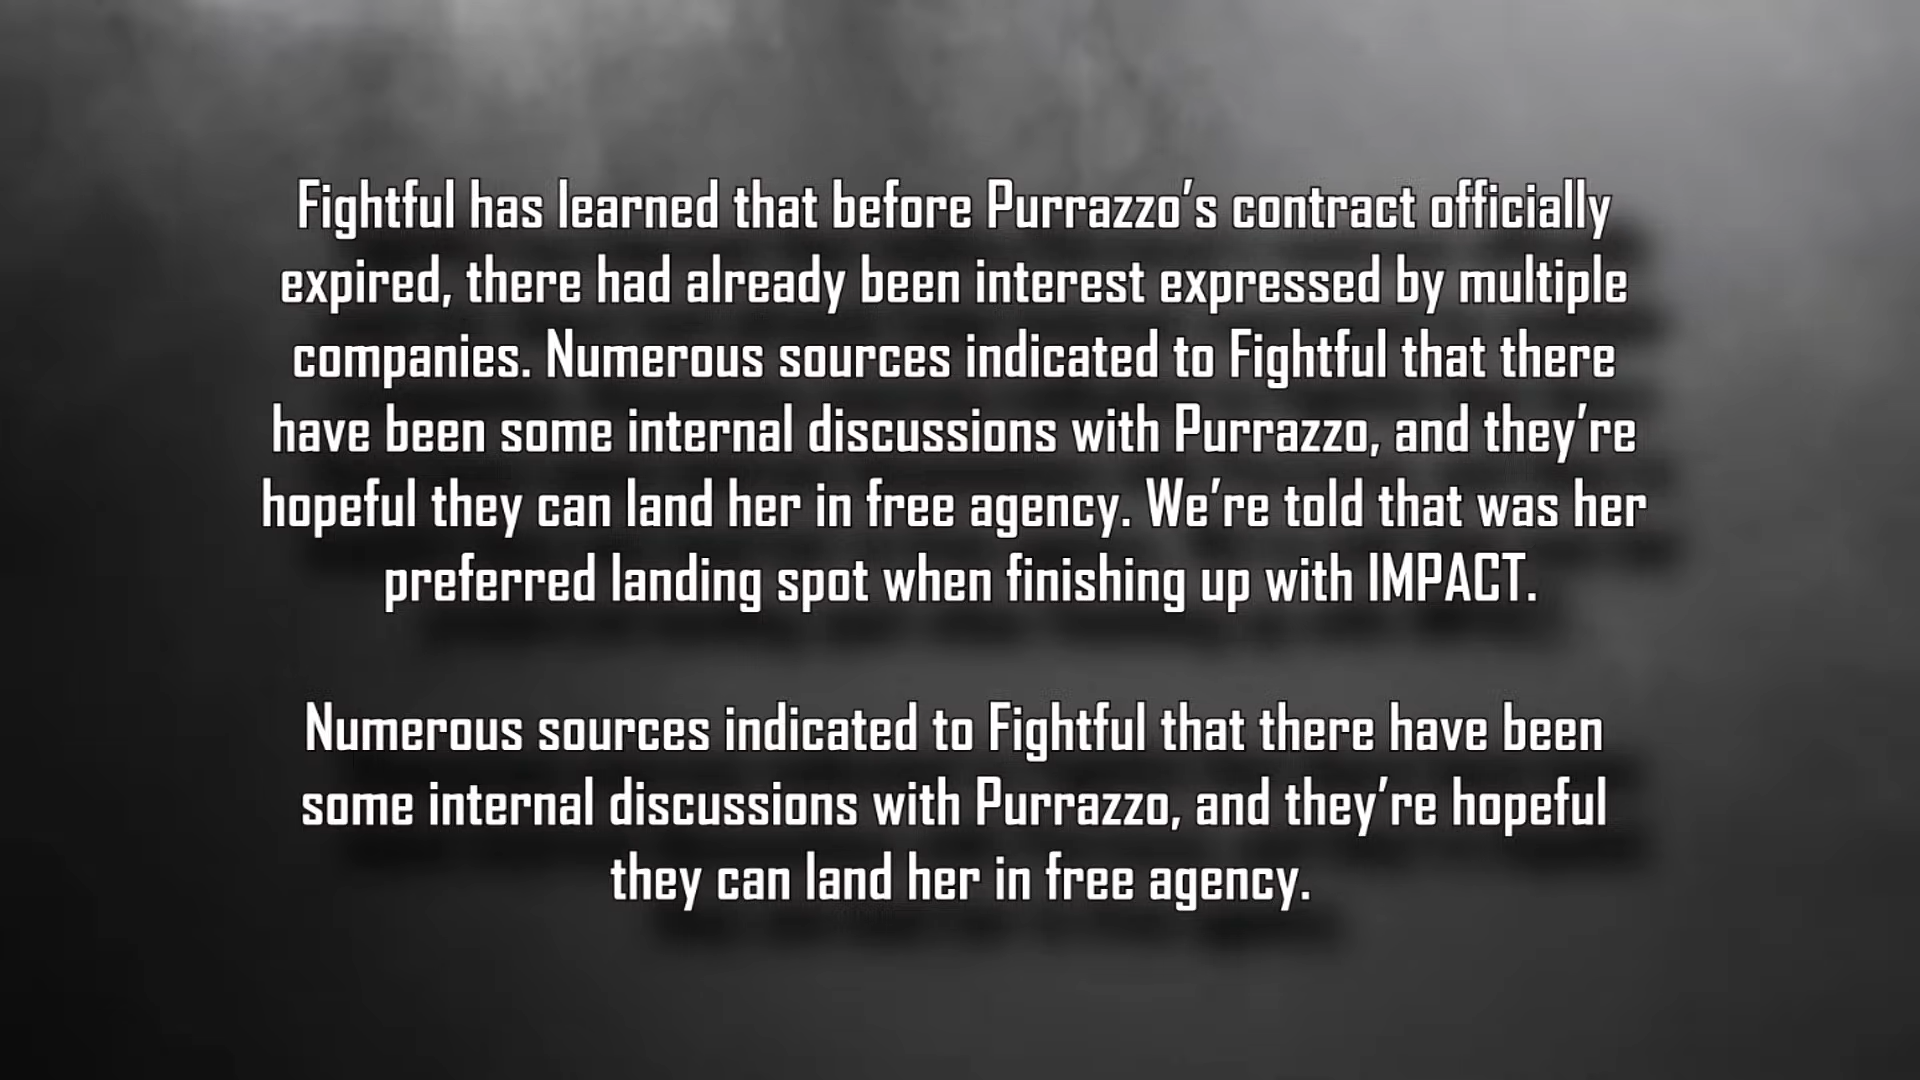 Fightful has learned that before Purrazzo’s contract officially
expired, there had already been interest expressed by multiple
companies. Numerous sources indicated to Fightful that there
have been some internal discussions with Purrazzo, and they’re
hopeful they can land her in free agency. We’re told that was her
preferred landing spot when finishing up with IMPACT.
Numerous sources indicated to Fightful that there have been
some internal discussions with Purrazzo, and they’re hopeful
they can land her in free agency.